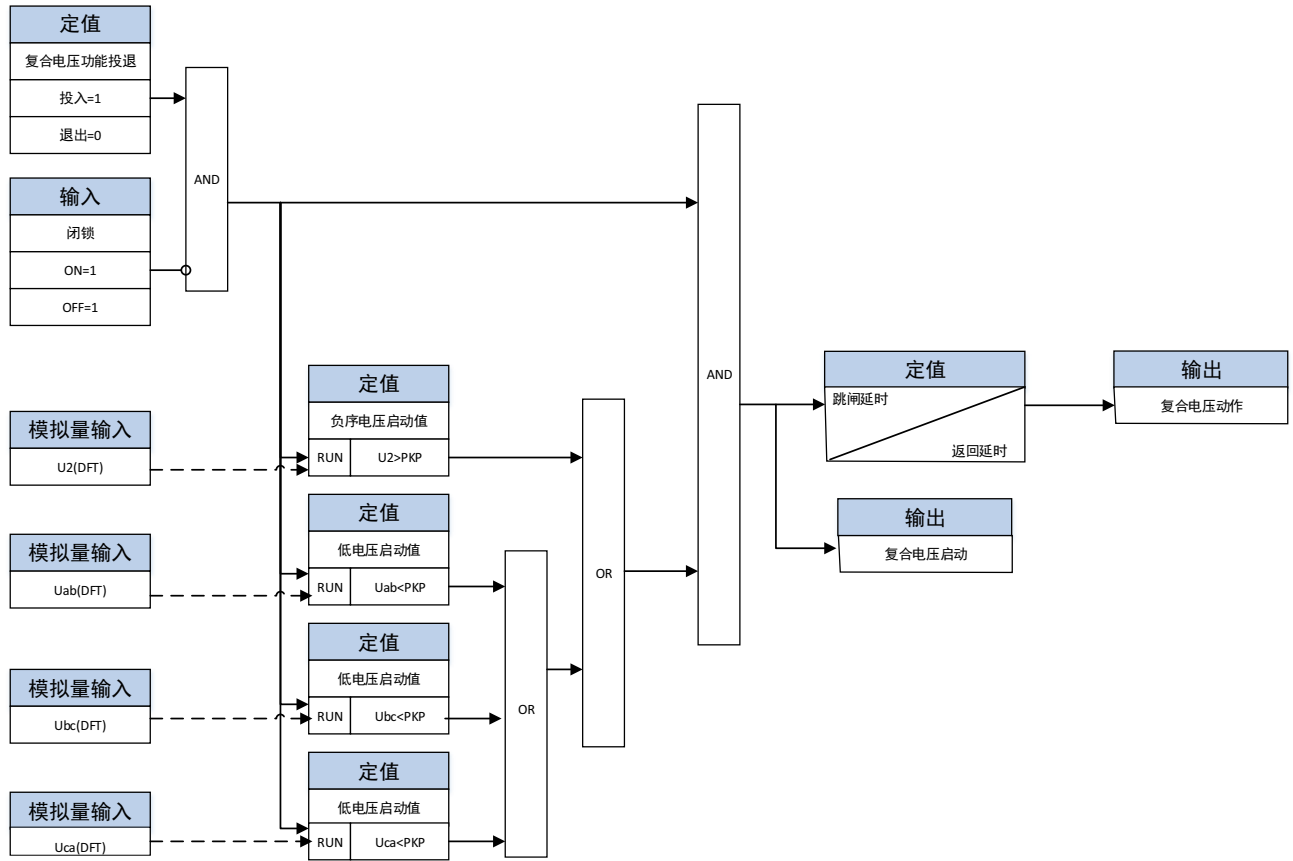 定值
复合电压功能投退
投入=1
退出=0
输入
闭锁
ON=1
OFF=1
AND
模拟量输入
U2(DFT)
模拟量输入
Uab(DFT)
模拟量输入
Ubc(DFT)
模拟量输入
Uca(DFT)
定值
负序电压启动值
RUN U2>PKP
定值
低电压启动值
RUN Uab<PKP
定值
低电压启动值
RUN Ubc<PKP
定值
低电压启动值
RUN Uca<PKP
OR
OR
AND
定值
跳闸延时
返回延时
输出
复合电压动作
输出
复合电压启动